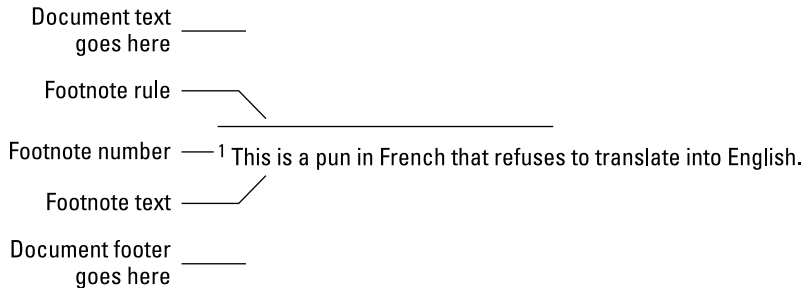 Document text
goes here
Footnote rule
Footnote number
1 This is a pun in French that refuses to translate into English.
Footnote text
Document footer
goes here